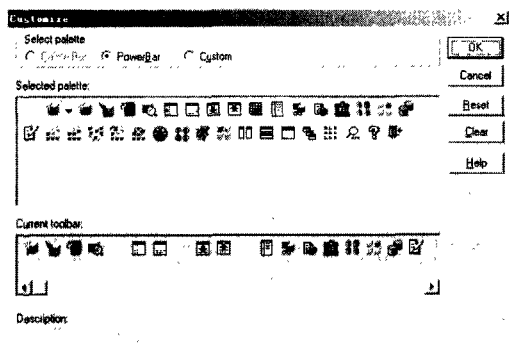 Customize
Select palette
PowerBar
Custom
OK
Cancel
Reset
Clear
Help
Selected palette:
Current toolbar:
Description: